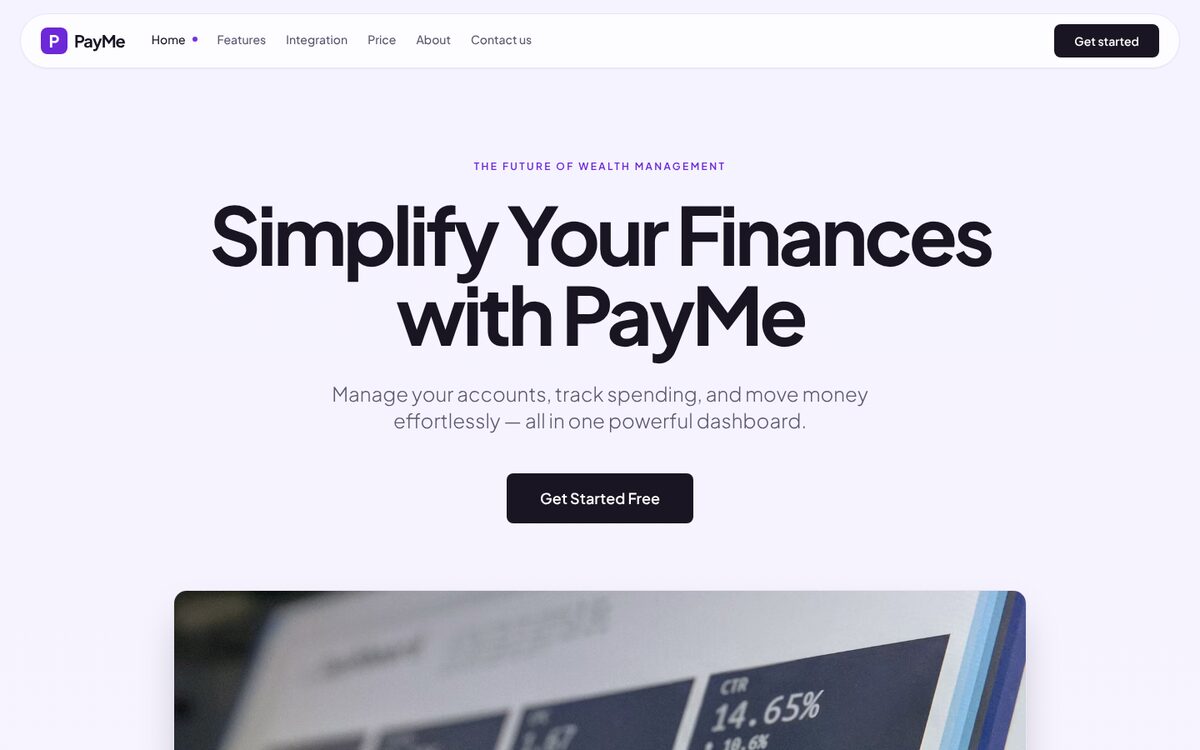 P PayMe Home Features Integration Price About Contact us Get started
THE FUTURE OF WEALTH MANAGEMENT
Simplify Your Finances
with PayMe
Manage your accounts, track spending, and move money
effortlessly — all in one powerful dashboard.
Get Started Free
CTR
14.65%
10.6%